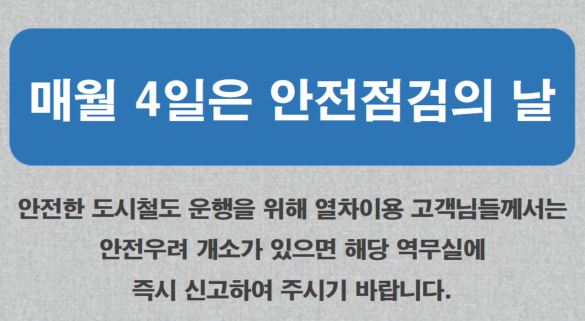 매월 4일은 안전점검의 날
안전한 도시철도 운행을 위해 열차이용 고객님들께서는
안전우려 개소가 있으면 해당 역무실에
즉시 신고하여 주시기 바랍니다.